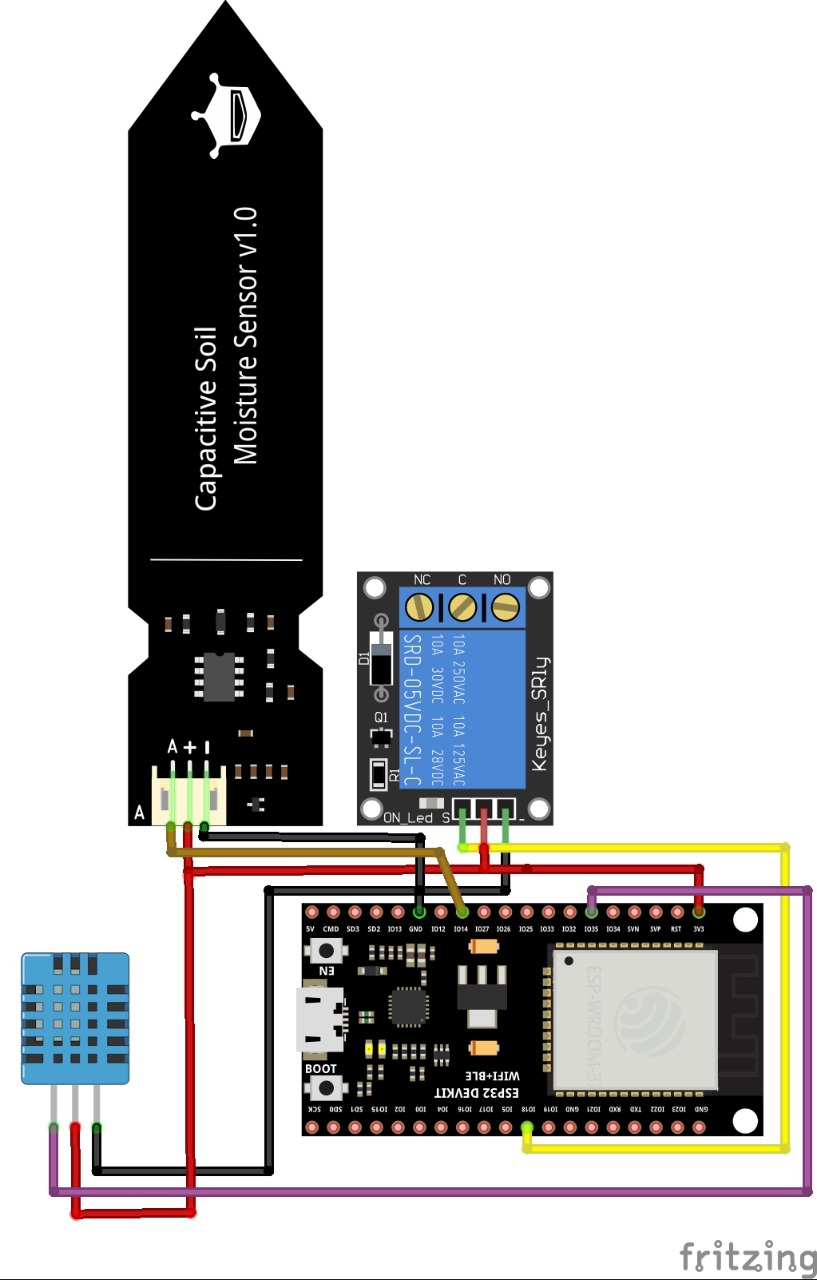 Capacitive Soil
Moisture Sensor v1.0
A + -
A
NC C NO
D1
SRD-05VDC-SL-C
10A 30VDC 10A 28VDC
10A 250VAC 10A 125VAC
Keyes_SRly
Q1
R1
ON_Led S -
5V CMD SD3 SD2 IO13 GND IO12 IO14 IO27 IO26 IO25 IO33 IO32 IO35 IO34 SVN SVP RST 3V3
EN
ESP-WROOM-3
BOOT
WIFI+BLE
ESP32 DEVKIT
SCK SD0 SD1 IO15 IO2 IO0 IO4 IO16 IO17 IO5 IO18 IO19 GND IO21 RXD TXD IO22 IO23 GND
fritzing